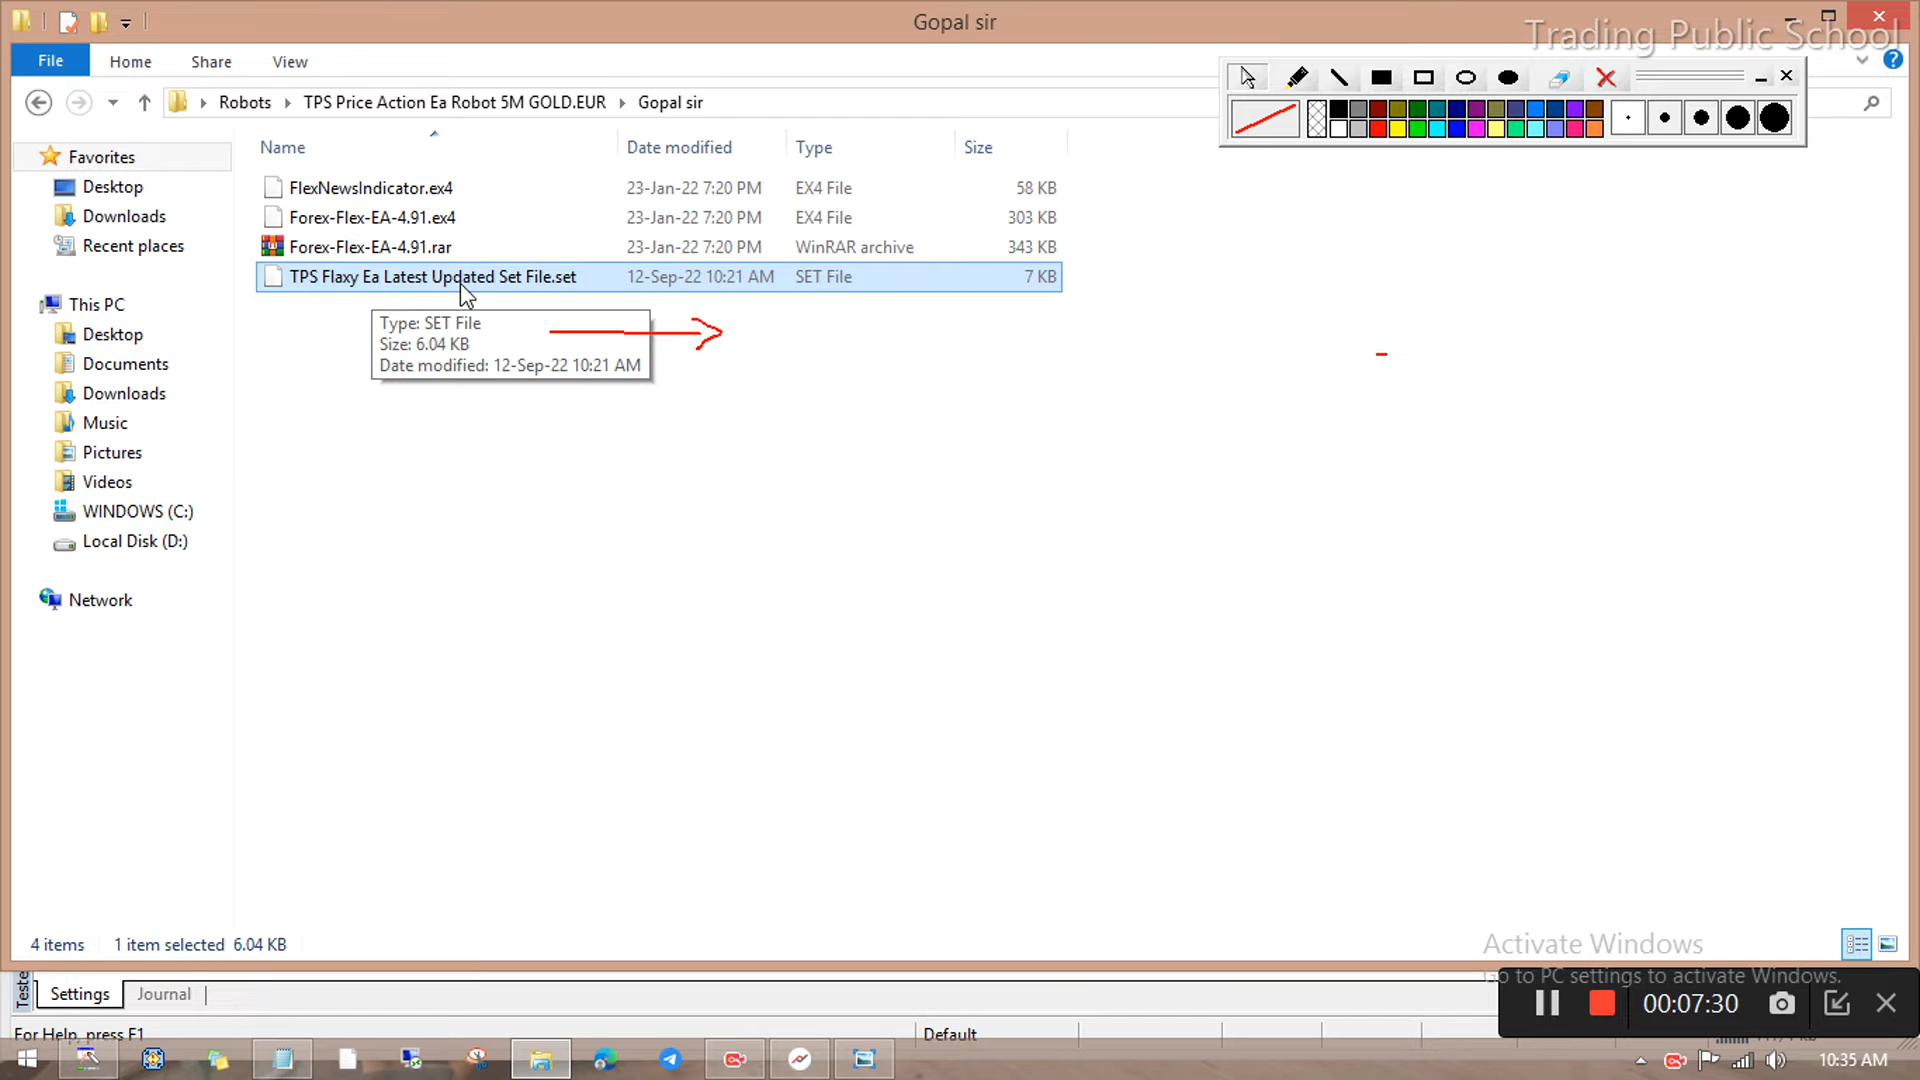 Gopal sir
Trading Public School
File Home Share View
Robots TPS Price Action Ea Robot 5M GOLD.EUR Gopal sir
Name Date modified Type Size
FlexNewsIndicator.ex4 23-Jan-22 7:20 PM EX4 File 58 KB
Forex-Flex-EA-4.91.ex4 23-Jan-22 7:20 PM EX4 File 303 KB
Forex-Flex-EA-4.91.rar 23-Jan-22 7:20 PM WinRAR archive 343 KB
TPS Flaxy Ea Latest Updated Set File.set 12-Sep-22 10:21 AM SET File 7 KB
Type: SET File
Size: 6.04 KB
Date modified: 12-Sep-22 10:21 AM
Favorites
Desktop
Downloads
Recent places
This PC
Desktop
Documents
Downloads
Music
Pictures
Videos
WINDOWS (C:)
Local Disk (D:)
Network
4 items 1 item selected 6.04 KB
Activate Windows
Go to PC settings to activate Windows.
Teste
Settings Journal
00:07:30
For Help, press F1 Default
10:35 AM